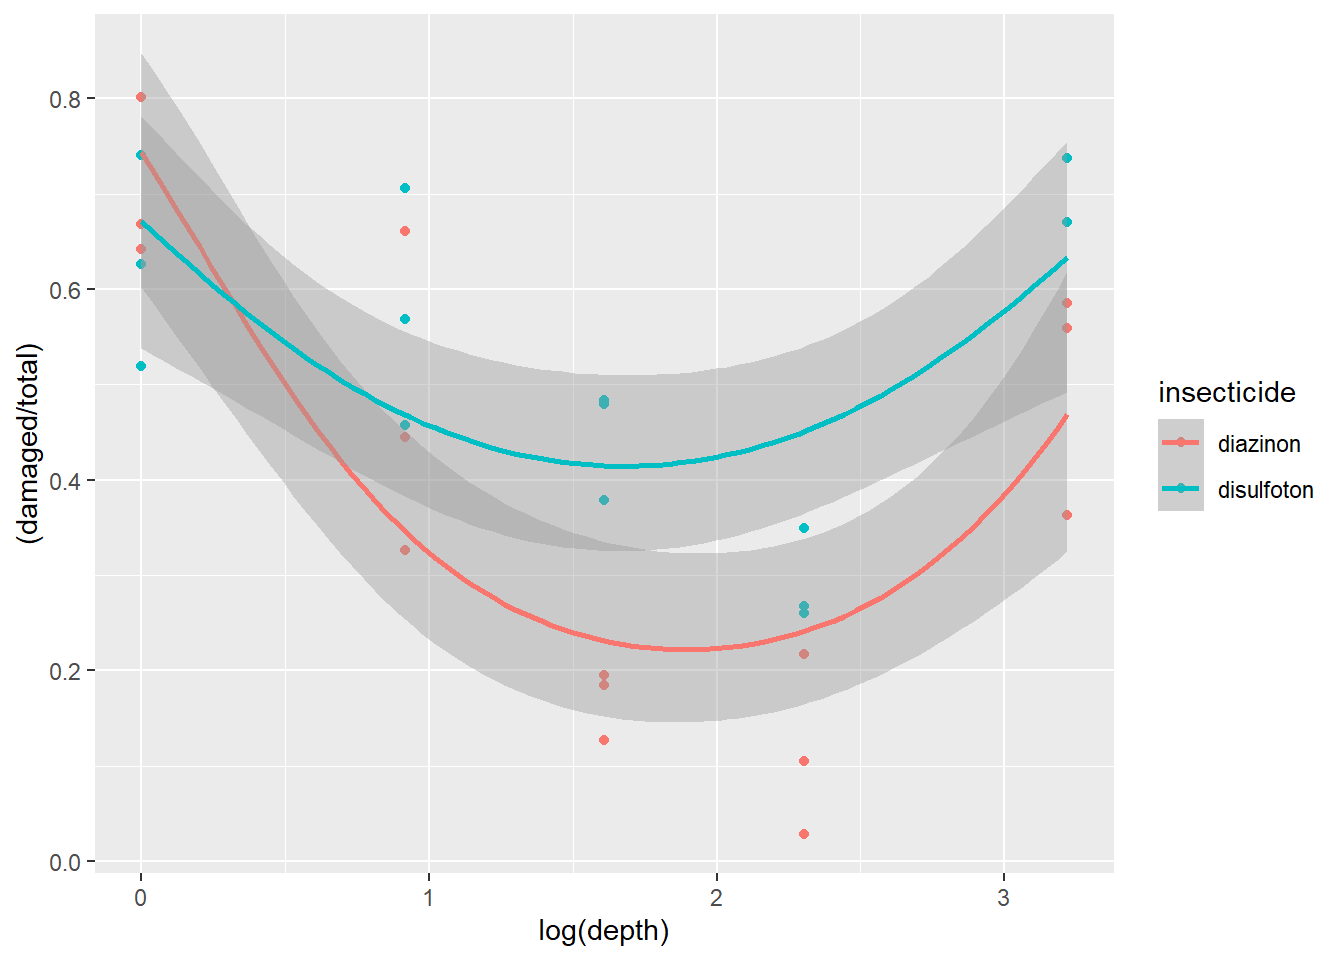 0.8
0.6
0.4
0.2
0.0
(damaged/total)
0
1
2
3
log(depth)
insecticide
diazinon
disulfoton